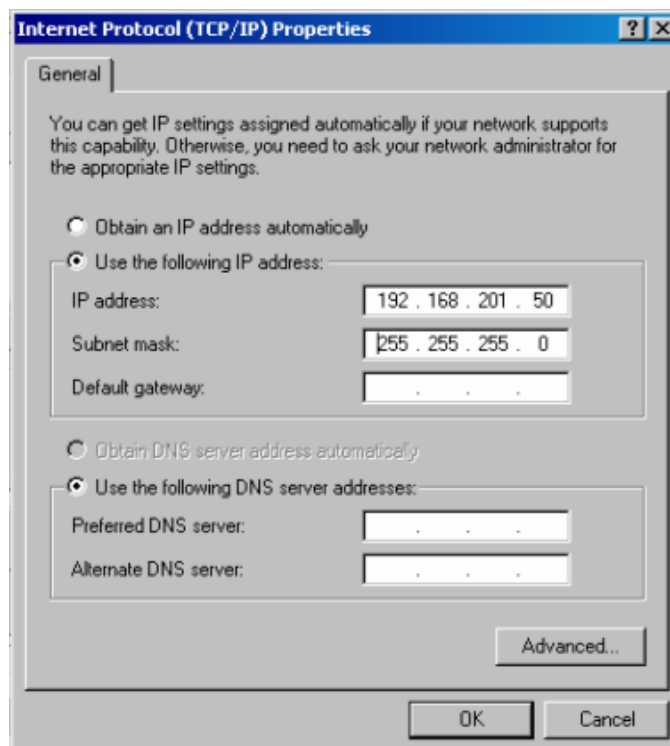 Internet Protocol (TCP/IP) Properties
General
You can get IP settings assigned automatically if your network supports
this capability. Otherwise, you need to ask your network administrator for
the appropriate IP settings.
Obtain an IP address automatically
Use the following IP address:
IP address: 192 . 168 . 201 . 50
Subnet mask: 255 . 255 . 255 . 0
Default gateway: . . .
Obtain DNS server address automatically
Use the following DNS server addresses:
Preferred DNS server: . . .
Alternate DNS server: . . .
Advanced...
OK Cancel